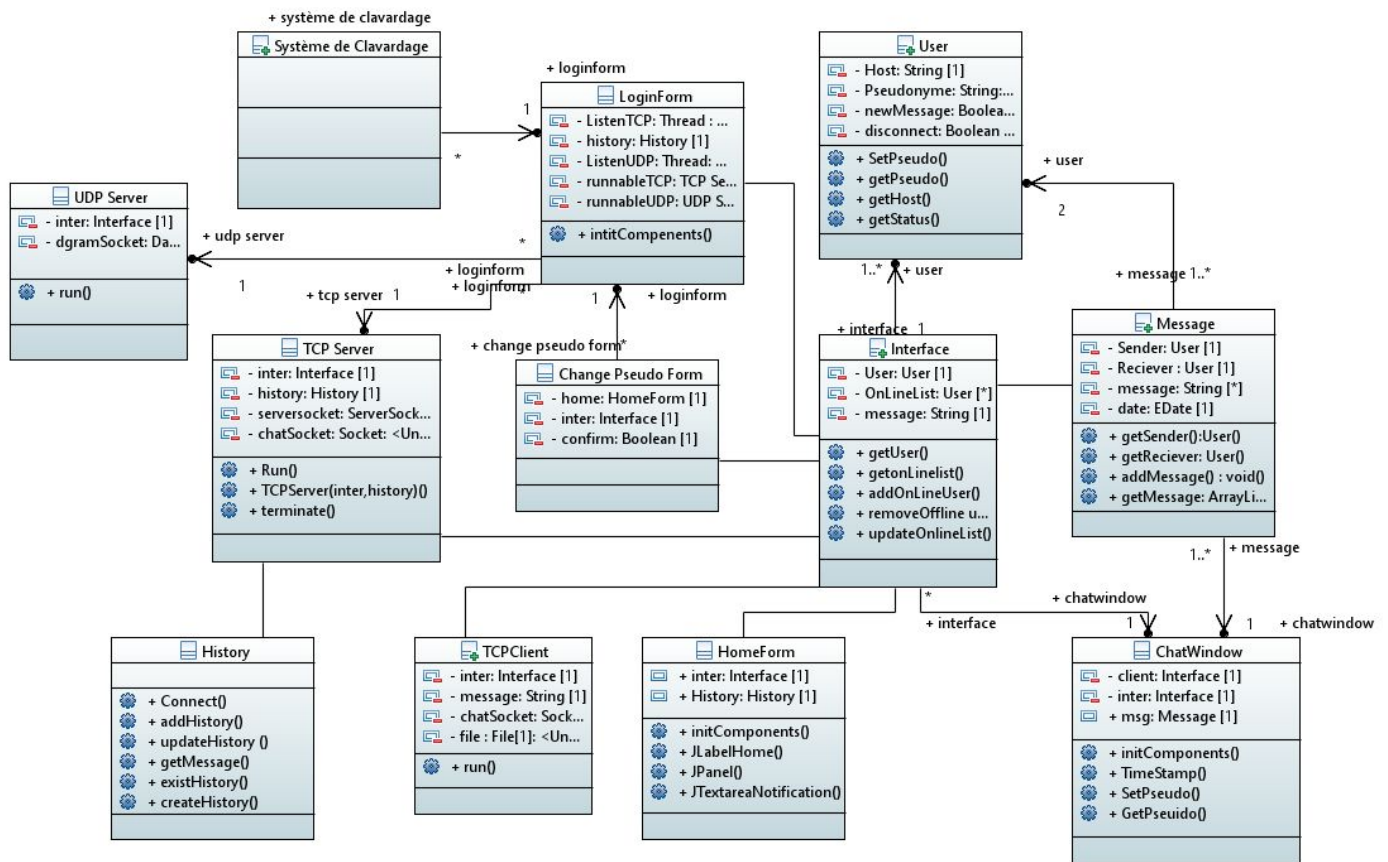 + système de clavardage
Système de Clavardage
+ loginform
1
*
LoginForm
- ListenTCP: Thread : ...
- history: History [1]
- ListenUDP: Thread: ...
- runnableTCP: TCP Se...
- runnableUDP: UDP S...
+ intitCompenents()
User
- Host: String [1]
- Pseudonyme: String:...
- newMessage: Boolea...
- disconnect: Boolean ...
+ SetPseudo()
+ getPseudo()
+ getHost()
+ getStatus()
+ user
2
UDP Server
- inter: Interface [1]
- dgramSocket: Da...
+ run()
+ udp server
*
1
+ loginform
+ loginform
*
+ tcp server 1
1
+ loginform
1..*
+ user
+ message 1..*
TCP Server
- inter: Interface [1]
- history: History [1]
- serversocket: ServerSock...
- chatSocket: Socket: <Un...
+ Run()
+ TCPServer(inter,history)()
+ terminate()
+ change pseudo form*
Change Pseudo Form
- home: HomeForm [1]
- inter: Interface [1]
- confirm: Boolean [1]
+ interface 1
Interface
- User: User [1]
- OnLineList: User [*]
- message: String [1]
+ getUser()
+ getonLinelist()
+ addOnLineUser()
+ removeOffline u...
+ updateOnlineList()
Message
- Sender: User [1]
- Reciever : User [1]
- message: String [*]
- date: EDate [1]
+ getSender():User()
+ getReciever: User()
+ addMessage() : void()
+ getMessage: ArrayLi...
1..*
+ message
*
+ interface
+ chatwindow
1
1
+ chatwindow
History
+ Connect()
+ addHistory()
+ updateHistory ()
+ getMessage()
+ existHistory()
+ createHistory()
TCPClient
- inter: Interface [1]
- message: String [1]
- chatSocket: Sock...
- file : File[1]: <Un...
+ run()
HomeForm
+ inter: Interface [1]
+ History: History [1]
+ initComponents()
+ JLabelHome()
+ JPanel()
+ JTextareaNotification()
ChatWindow
- client: Interface [1]
- inter: Interface [1]
+ msg: Message [1]
+ initComponents()
+ TimeStamp()
+ SetPseudo()
+ GetPseuido()